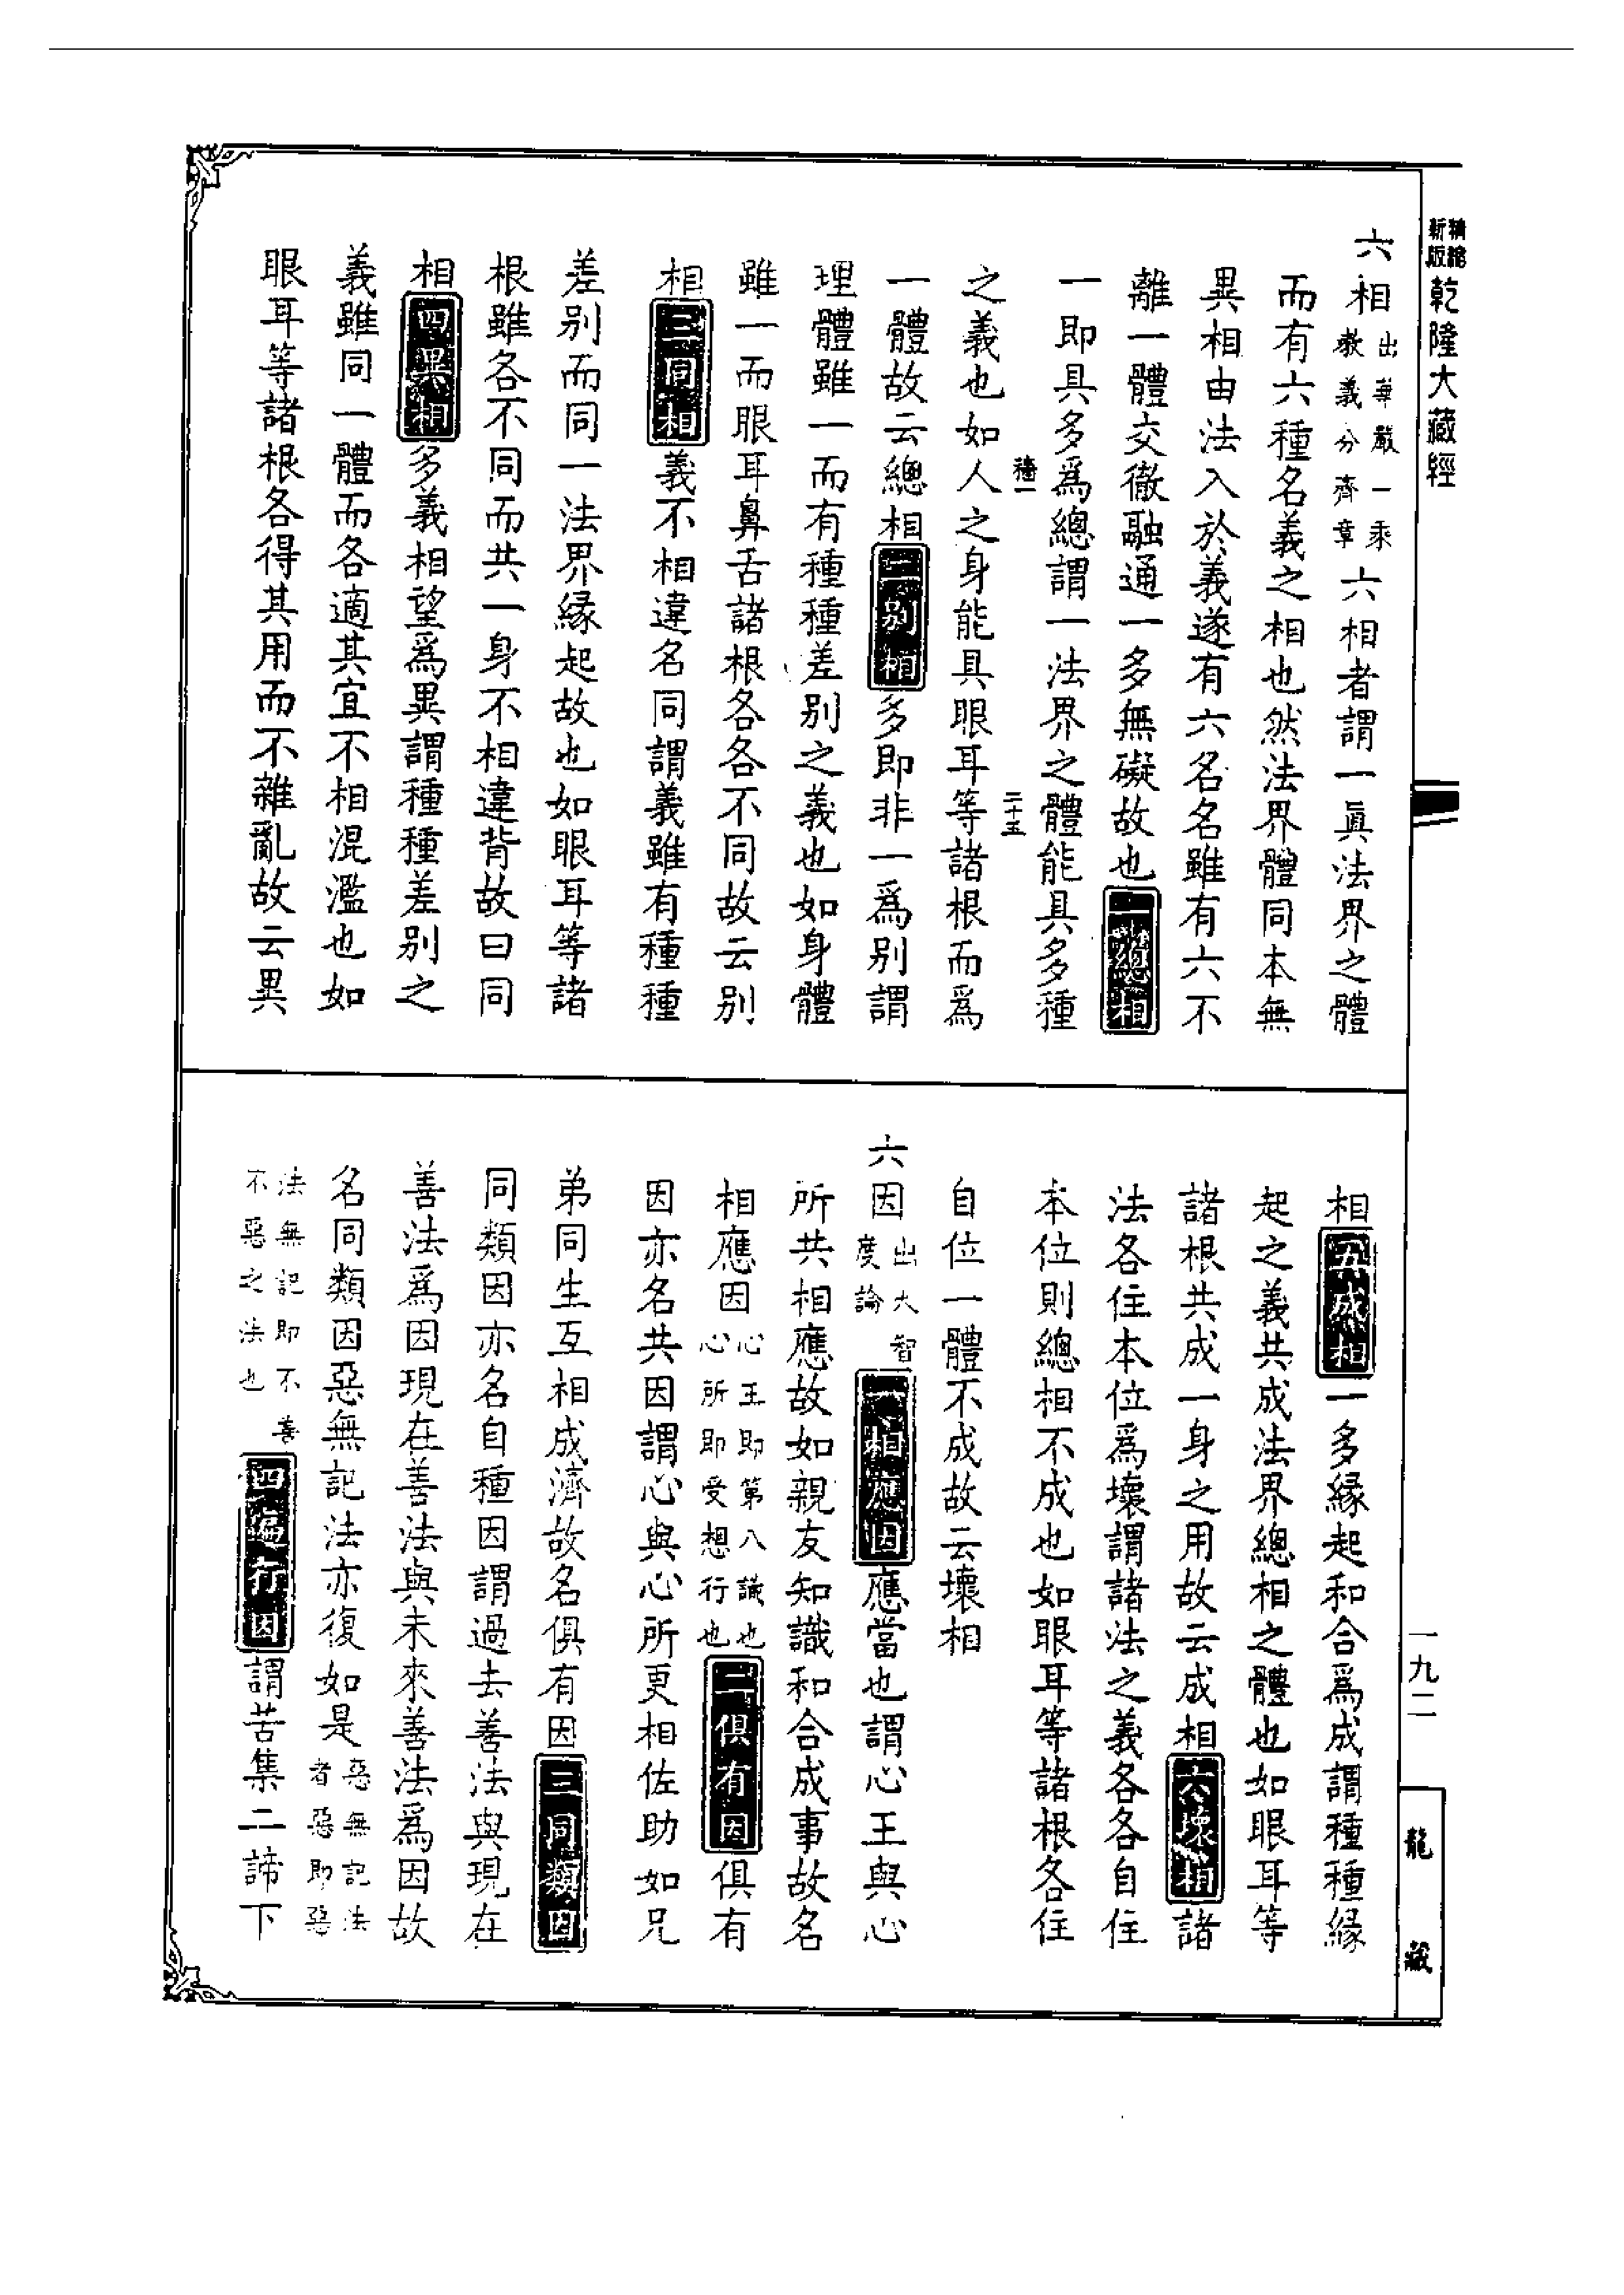 精縮
新版
乾隆大藏經
六相出華嚴一乘教義分齊章六相者謂一真法界之體
而有六種名義之相也然法界體同本無
異相由法入於義遂有六名名雖有六不
離一體交徹融通一多無礙故也一總相
一即具多為總謂一法界之體能具多種
二十五
之義也如人之身能具眼耳等諸根而為
一體故云總相二別相多即非一為別謂
理體雖一而有種種差別之義也如身體
雖一而眼耳鼻舌諸根各各不同故云別
相三同相義不相違名同謂義雖有種種
差別而同一法界緣起故也如眼耳等諸
根雖各不同而共一身不相違背故曰同
相四異相多義相望為異謂種種差別之
義雖同一體而各適其宜不相混濫也如
眼耳等諸根各得其用而不雜亂故云異
相五成相一多緣起和合為成謂種種緣
起之義共成法界總相之體也如眼耳等
諸根共成一身之用故云成相六壞相諸
法各住本位為壞謂諸法之義各各自住
本位則總相不成也如眼耳等諸根各住
自位一體不成故云壞相
六因出大智度論一相應因應當也謂心王與心
所共相應故如親友知識和合成事故名
相應因心王即第八識也心所即受想行也二俱有因俱有
因亦名共因謂心與心所更相佐助如兄
弟同生互相成濟故名俱有因三同類因
同類因亦名自種因謂過去善法與現在
善法為因現在善法與未來善法為因故
名同類因惡無記法亦復如是惡無記法者惡即惡
法無記即不善不惡之法也四遍行因謂苦集二諦下
一九二
龍藏